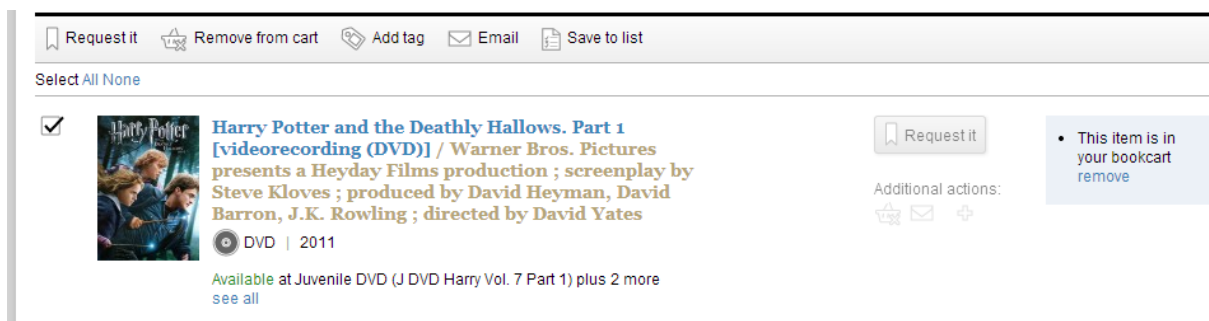 Request it Remove from cart Add tag Email Save to list
Select All None
Harry Potter
Harry Potter and the Deathly Hallows. Part 1
[videorecording (DVD)] / Warner Bros. Pictures
presents a Heyday Films production ; screenplay by
Steve Kloves ; produced by David Heyman, David
Barron, J.K. Rowling ; directed by David Yates
DVD | 2011
Available at Juvenile DVD (J DVD Harry Vol. 7 Part 1) plus 2 more
see all
Request it
Additional actions:
• This item is in
your bookcart
remove